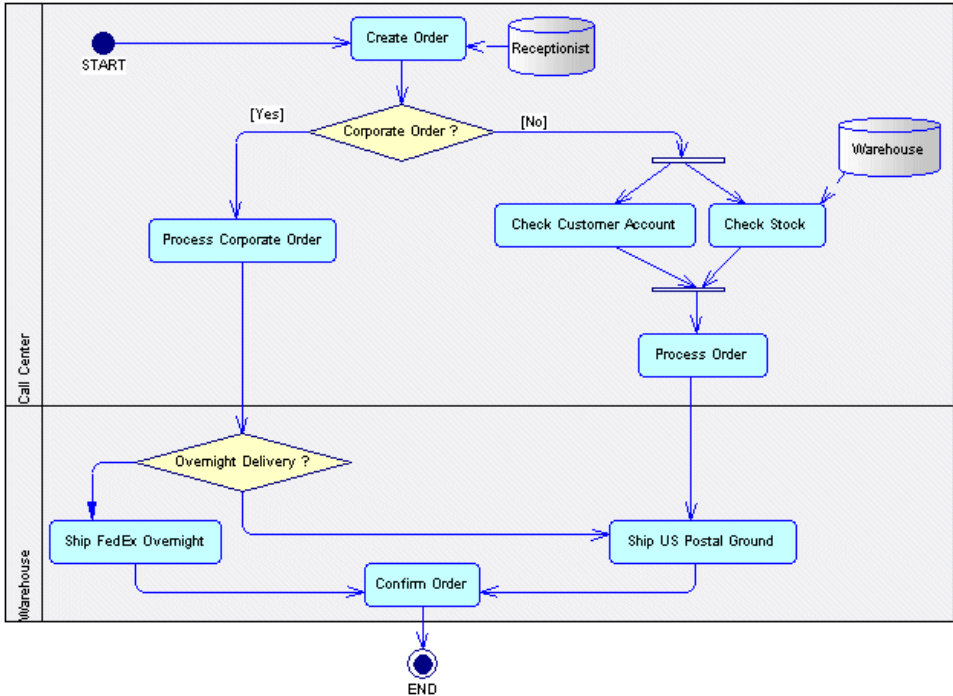 Create Order
Receptionist
START
[Yes]
Corporate Order ?
[No]
Warehouse
Process Corporate Order
Check Customer Account
Check Stock
Process Order
Call Center
Overnight Delivery ?
Ship FedEx Overnight
Ship US Postal Ground
Confirm Order
Warehouse
END